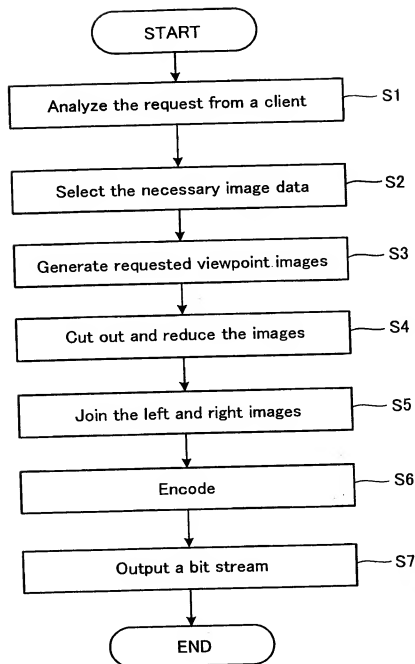 START
Analyze the request from a client
S1
Select the necessary image data
S2
Generate requested viewpoint images
S3
Cut out and reduce the images
S4
Join the left and right images
S5
Encode
S6
Output a bit stream
S7
END